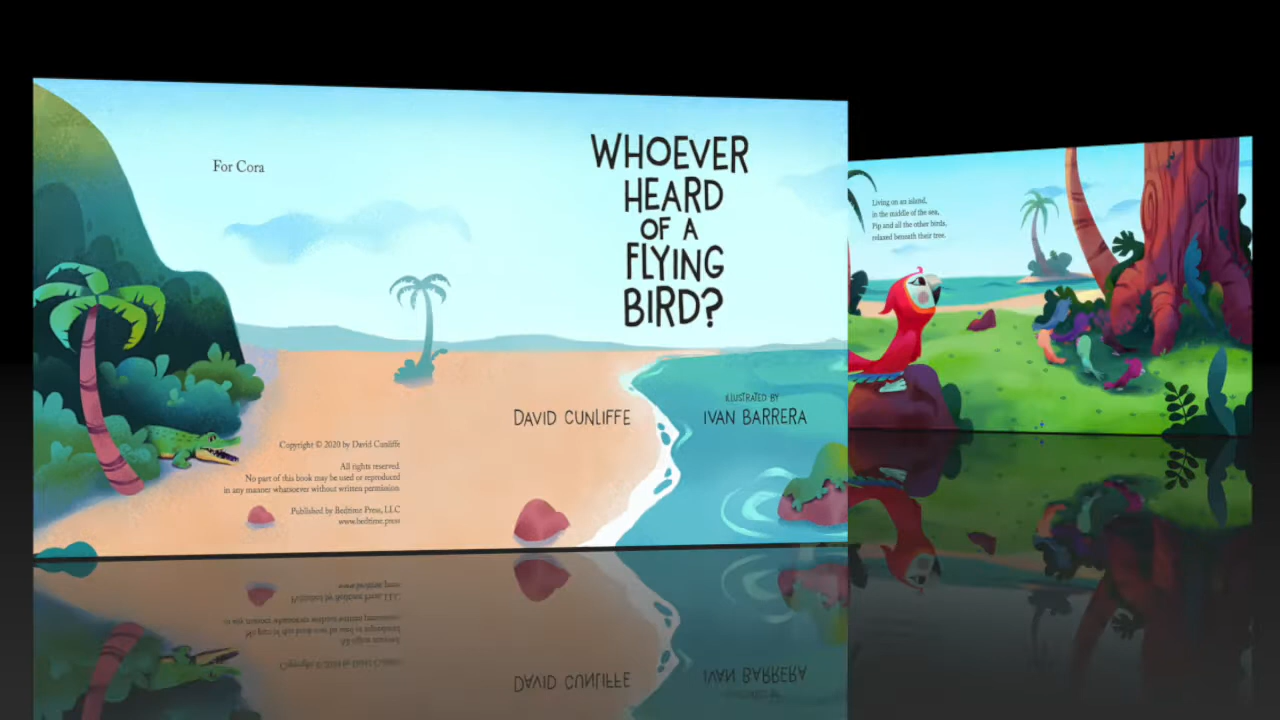 For Cora
WHOEVER
HEARD
OF A
FLYING
BIRD?
DAVID CUNLIFFE
ILLUSTRATED BY
IVAN BARRERA
Copyright © 2020 by David Cunliffe
All rights reserved.
No part of this book may be used or reproduced
in any manner whatsoever without written permission
Published by Bedtime Press, LLC
www.bedtime.press
Living on an island,
in the middle of the sea,
Pip and all the other birds,
relaxed beneath their tree.